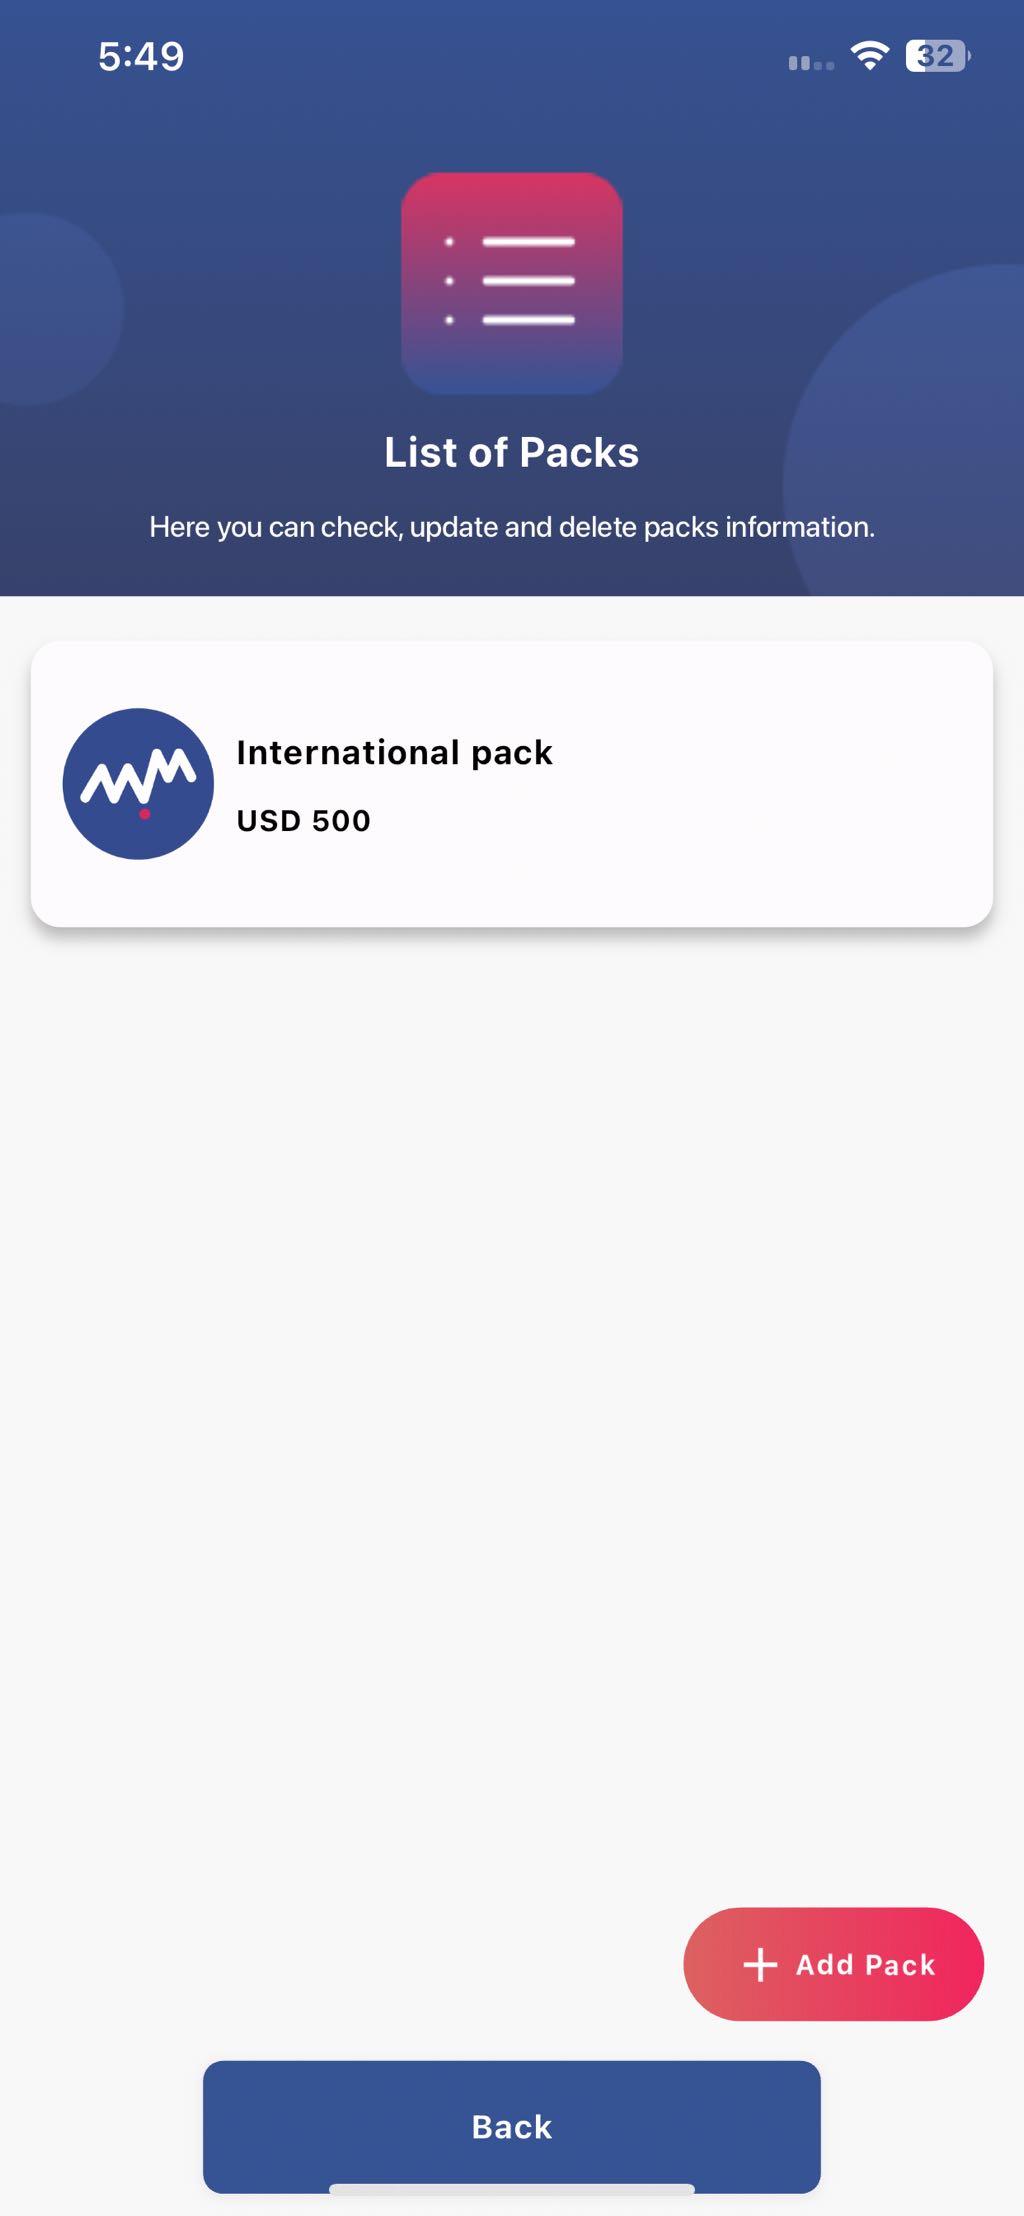 5:49
32
List of Packs
Here you can check, update and delete packs information.
International pack
USD 500
Add Pack
Back